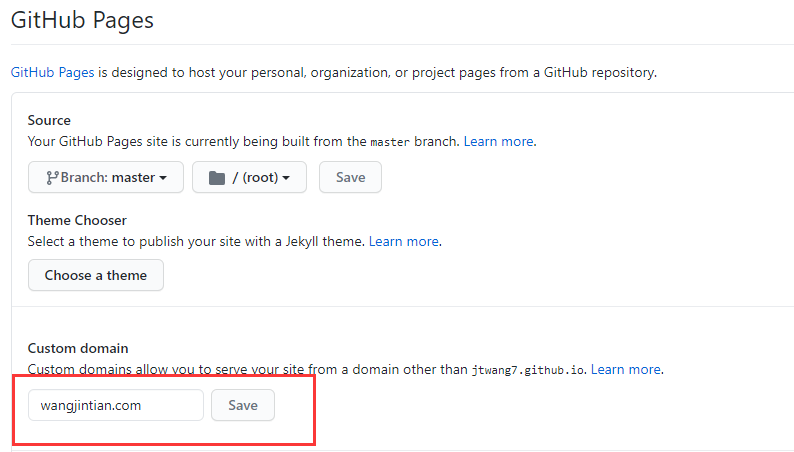 GitHub Pages
GitHub Pages is designed to host your personal, organization, or project pages from a GitHub repository.
Source
Your GitHub Pages site is currently being built from the master branch. Learn more.
Branch: master
/ (root)
Save
Theme Chooser
Select a theme to publish your site with a Jekyll theme. Learn more.
Choose a theme
Custom domain
Custom domains allow you to serve your site from a domain other than jtwang7.github.io. Learn more.
wangjintian.com
Save